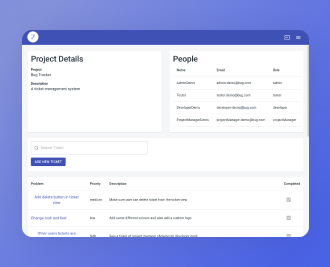 Project Details
Project
Bug Tracker
Description
A ticket management system
People
Name Email Role
AdminDemo admin-demo@bug.com admin
Tester tester-demo@bug.com tester
DeveloperDemo developer-demo@bug.com developer
ProjectManagerDemo projectManager-demo@bug.com projectManager
Search Ticket
ADD NEW TICKET
Problem Priority Description Completed
Add delete button in ticket view medium Make sure user can delete ticket from the ticket view
Change look and feel low Add some different colours and also add a custom logo
Other users tickets are high